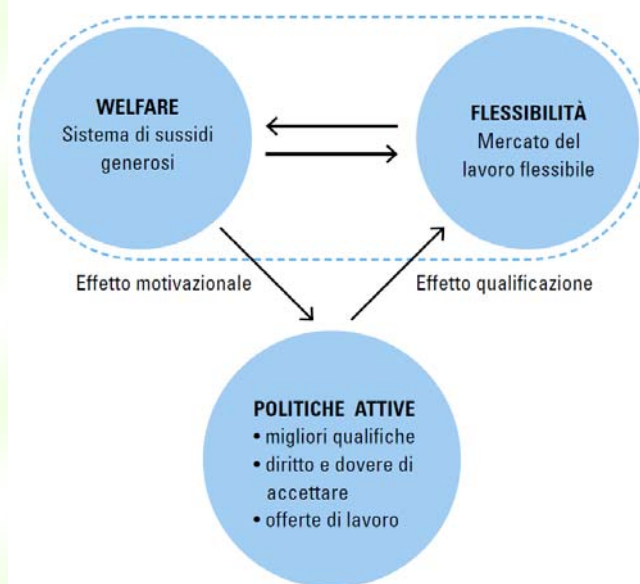 WELFARE
Sistema di sussidi
generosi
FLESSIBILITÀ
Mercato del
lavoro flessibile
Effetto motivazionale
Effetto qualificazione
POLITICHE ATTIVE
• migliori qualifiche
• diritto e dovere di
accettare
• offerte di lavoro